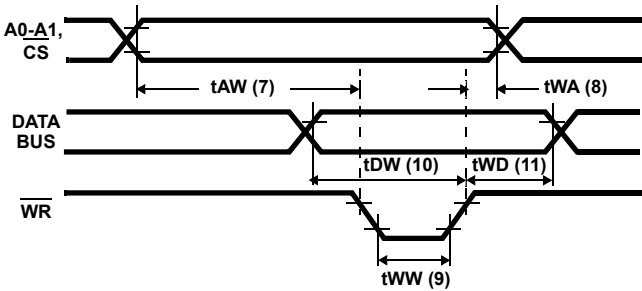 A0-A1,
CS
tAW (7)
tWA (8)
DATA
BUS
tDW (10)
tWD (11)
WR
tWW (9)